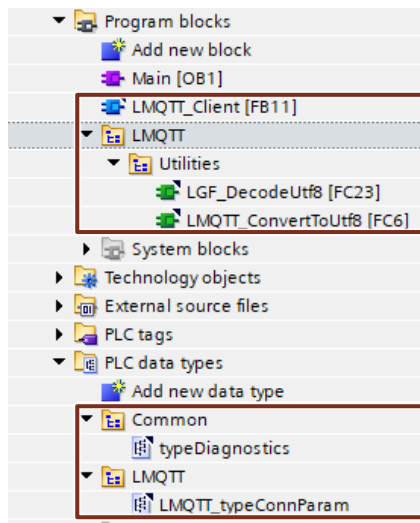 Program blocks
Add new block
Main [OB1]
LMQTT_Client [FB11]
LMQTT
Utilities
LGF_DecodeUtf8 [FC23]
LMQTT_ConvertToUtf8 [FC6]
System blocks
Technology objects
External source files
PLC tags
PLC data types
Add new data type
Common
typeDiagnostics
LMQTT
LMQTT_typeConnParam